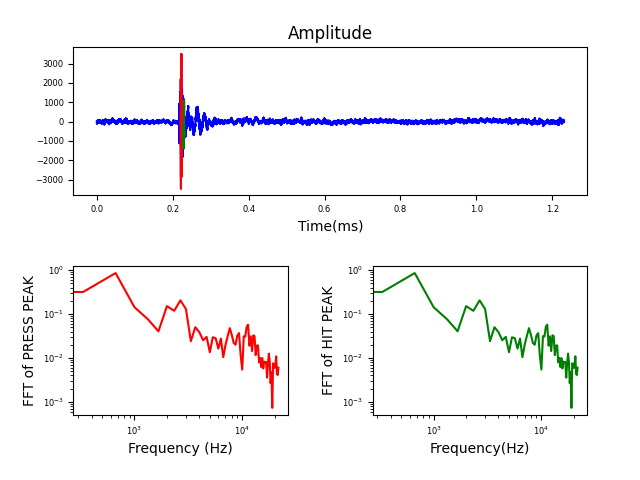 Amplitude
3000
2000
1000
0
−1000
−2000
−3000
0.0 0.2 0.4 0.6 0.8 1.0 1.2
Time(ms)
FFT of PRESS PEAK
10⁰
10⁻¹
10⁻²
10⁻³
10³ 10⁴
Frequency (Hz)
FFT of HIT PEAK
10⁰
10⁻¹
10⁻²
10⁻³
10³ 10⁴
Frequency(Hz)